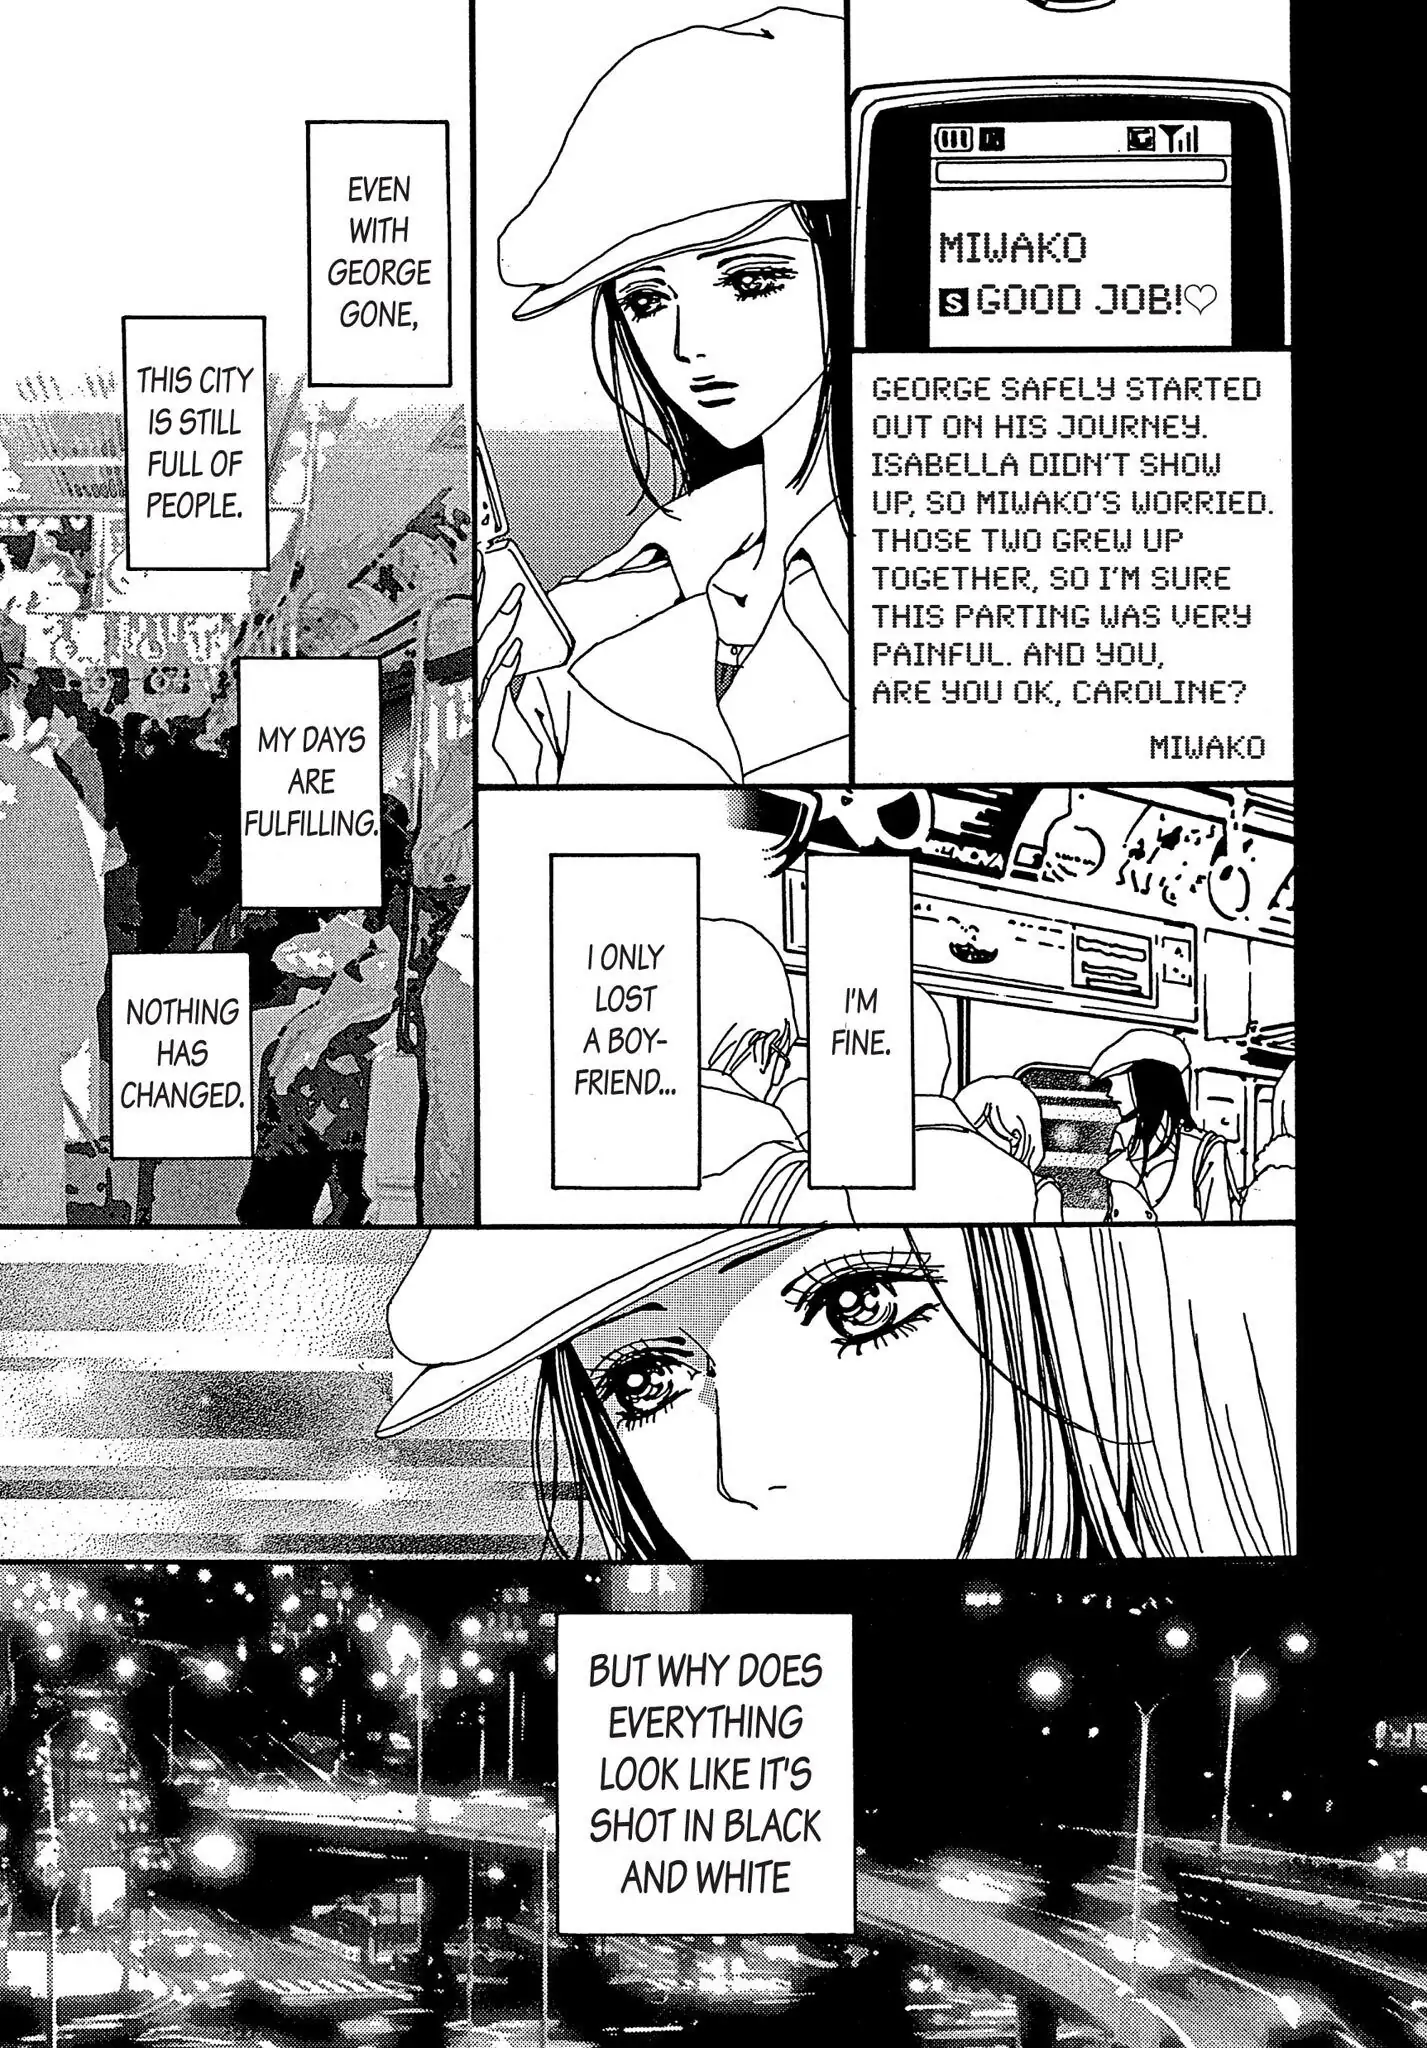 MIWAKO
S GOOD JOB!♡
GEORGE SAFELY STARTED
OUT ON HIS JOURNEY.
ISABELLA DIDN'T SHOW
UP, SO MIWAKO'S WORRIED.
THOSE TWO GREW UP
TOGETHER, SO I'M SURE
THIS PARTING WAS VERY
PAINFUL. AND YOU,
ARE YOU OK, CAROLINE?
MIWAKO
I'M
FINE.
I ONLY
LOST
A BOY-
FRIEND...
EVEN
WITH
GEORGE
GONE,
THIS CITY
IS STILL
FULL OF
PEOPLE.
MY DAYS
ARE
FULFILLING.
NOTHING
HAS
CHANGED.
BUT WHY DOES
EVERYTHING
LOOK LIKE IT'S
SHOT IN BLACK
AND WHITE